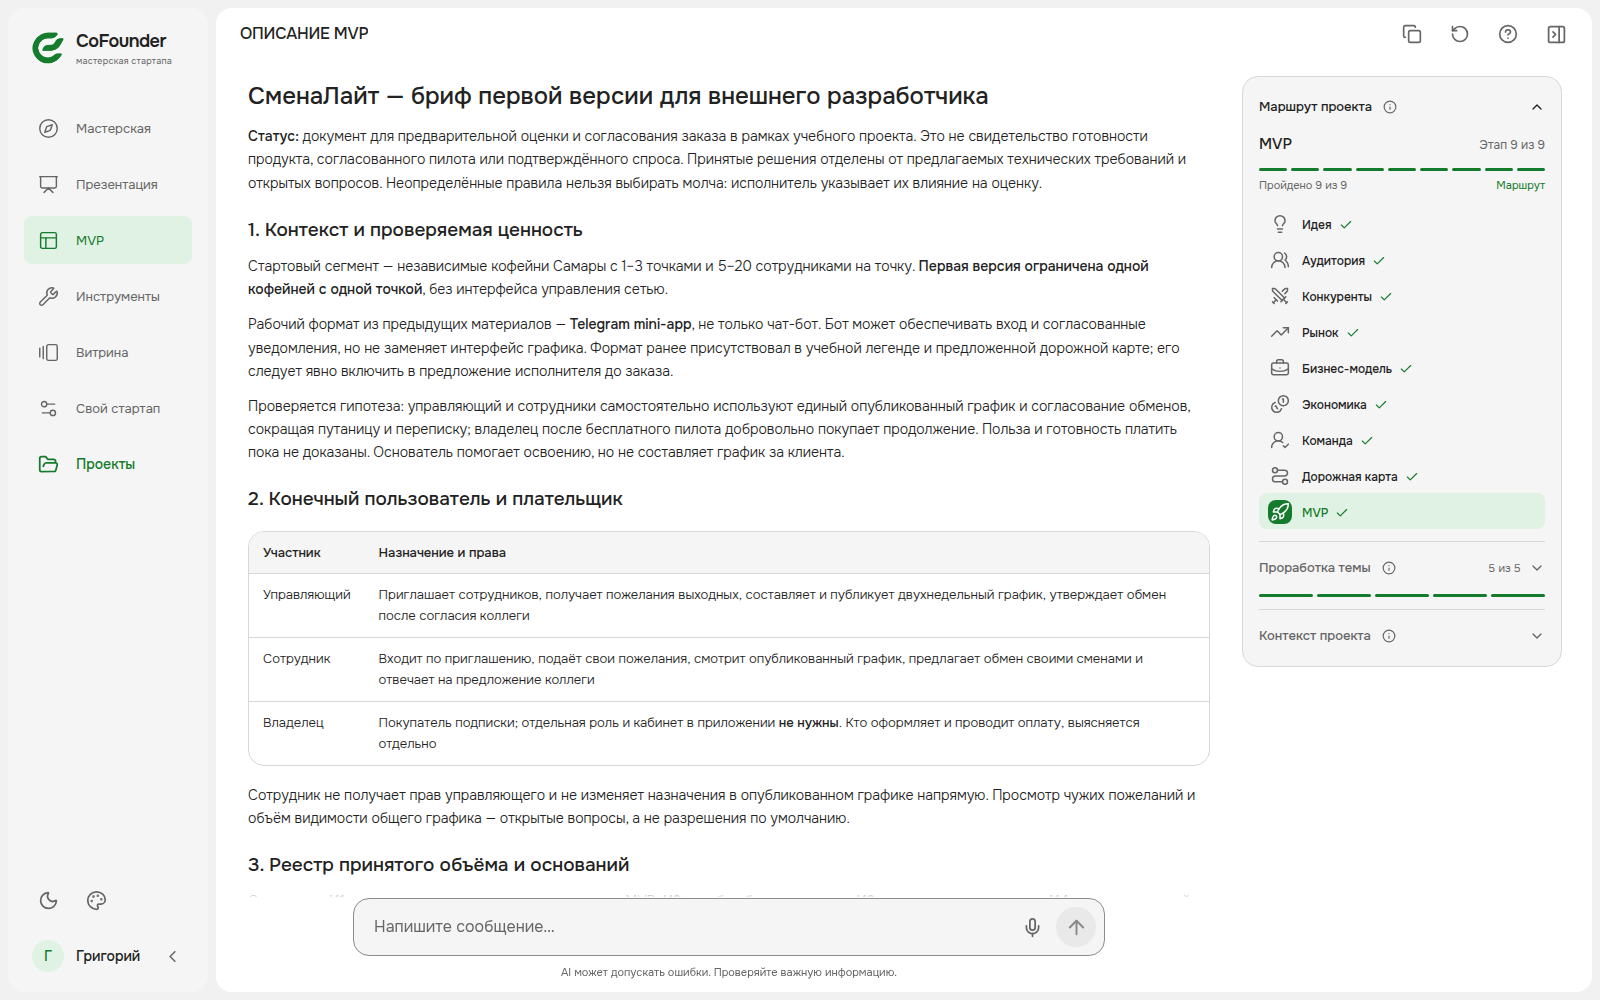 CoFounder
мастерская стартапа
Мастерская
Презентация
MVP
Инструменты
Витрина
Свой стартап
Проекты
Г
Григорий
ОПИСАНИЕ MVP
СменаЛайт — бриф первой версии для внешнего разработчика
Статус: документ для предварительной оценки и согласования заказа в рамках учебного проекта. Это не свидетельство готовности
продукта, согласованного пилота или подтверждённого спроса. Принятые решения отделены от предлагаемых технических требований и
открытых вопросов. Неопределённые правила нельзя выбирать молча: исполнитель указывает их влияние на оценку.
1. Контекст и проверяемая ценность
Стартовый сегмент — независимые кофейни Самары с 1–3 точками и 5–20 сотрудниками на точку. Первая версия ограничена одной
кофейней с одной точкой, без интерфейса управления сетью.
Рабочий формат из предыдущих материалов — Telegram mini-app, не только чат-бот. Бот может обеспечивать вход и согласованные
уведомления, но не заменяет интерфейс графика. Формат ранее присутствовал в учебной легенде и предложенной дорожной карте; его
следует явно включить в предложение исполнителя до заказа.
Проверяется гипотеза: управляющий и сотрудники самостоятельно используют единый опубликованный график и согласование обменов,
сокращая путаницу и переписку; владелец после бесплатного пилота добровольно покупает продолжение. Польза и готовность платить
пока не доказаны. Основатель помогает освоению, но не составляет график за клиента.
2. Конечный пользователь и плательщик
Участник Назначение и права
Управляющий Приглашает сотрудников, получает пожелания выходных, составляет и публикует двухнедельный график, утверждает обмен
после согласия коллеги
Сотрудник Входит по приглашению, подаёт свои пожелания, смотрит опубликованный график, предлагает обмен своими сменами и
отвечает на предложение коллеги
Владелец Покупатель подписки; отдельная роль и кабинет в приложении не нужны. Кто оформляет и проводит оплату, выясняется
отдельно
Сотрудник не получает прав управляющего и не изменяет назначения в опубликованном графике напрямую. Просмотр чужих пожеланий и
объём видимости общего графика — открытые вопросы, а не разрешения по умолчанию.
3. Реестр принятого объёма и оснований
Напишите сообщение...
AI может допускать ошибки. Проверяйте важную информацию.
Маршрут проекта
MVP Этап 9 из 9
Пройдено 9 из 9 Маршрут
Идея
Аудитория
Конкуренты
Рынок
Бизнес-модель
Экономика
Команда
Дорожная карта
MVP
Проработка темы 5 из 5
Контекст проекта